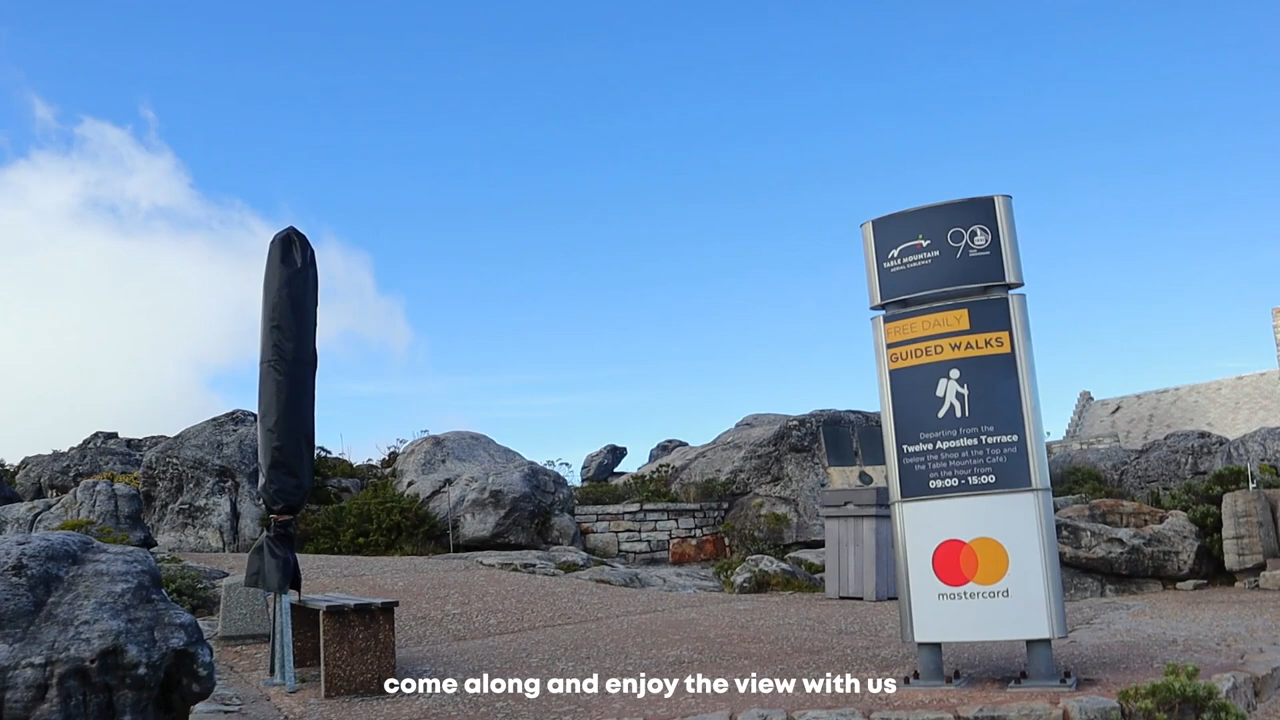 TABLE MOUNTAIN
AERIAL CABLEWAY
90
FREE DAILY
GUIDED WALKS
Departing from the
Twelve Apostles Terrace
(below the Shop at the Top and
the Table Mountain Café)
on the hour from
09:00 - 15:00
mastercard
come along and enjoy the view with us